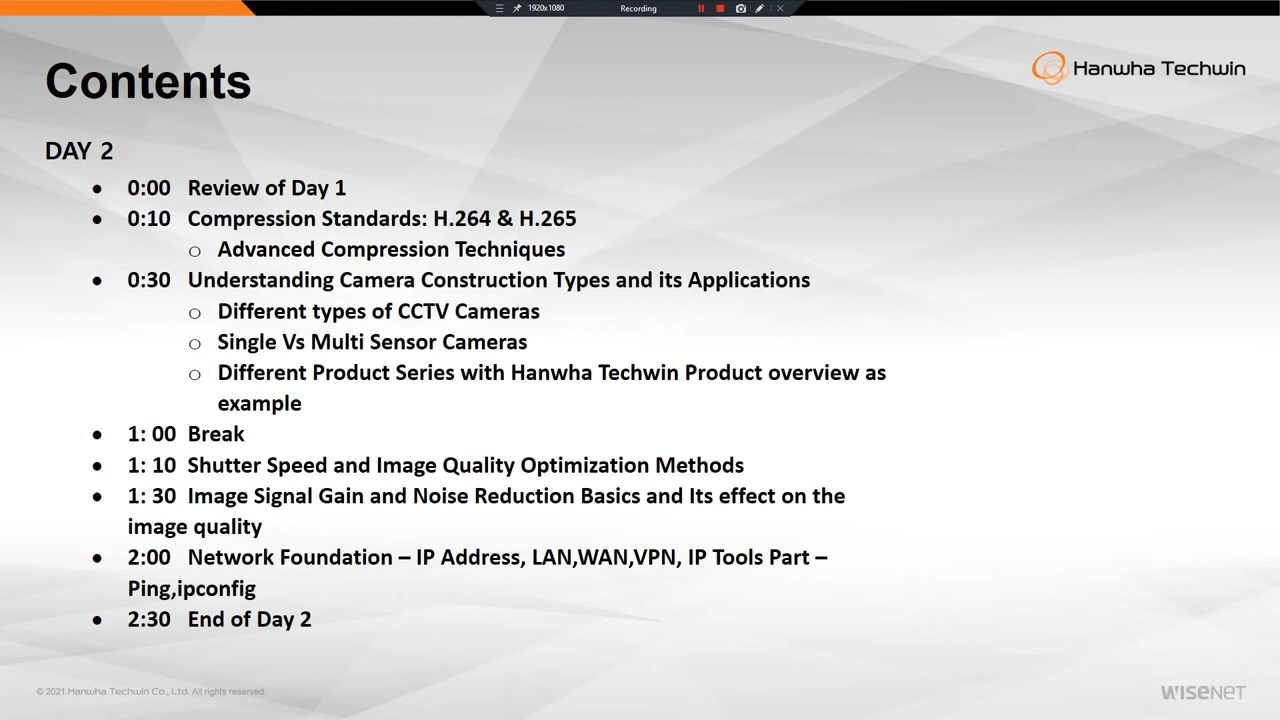 1920x1080
Recording
Contents
Hanwha Techwin
DAY 2
• 0:00 Review of Day 1
• 0:10 Compression Standards: H.264 & H.265
○ Advanced Compression Techniques
• 0:30 Understanding Camera Construction Types and its Applications
○ Different types of CCTV Cameras
○ Single Vs Multi Sensor Cameras
○ Different Product Series with Hanwha Techwin Product overview as
example
• 1: 00 Break
• 1: 10 Shutter Speed and Image Quality Optimization Methods
• 1: 30 Image Signal Gain and Noise Reduction Basics and Its effect on the
image quality
• 2:00 Network Foundation – IP Address, LAN,WAN,VPN, IP Tools Part –
Ping,ipconfig
• 2:30 End of Day 2
© 2021 Hanwha Techwin Co., Ltd. All rights reserved.
WISENET